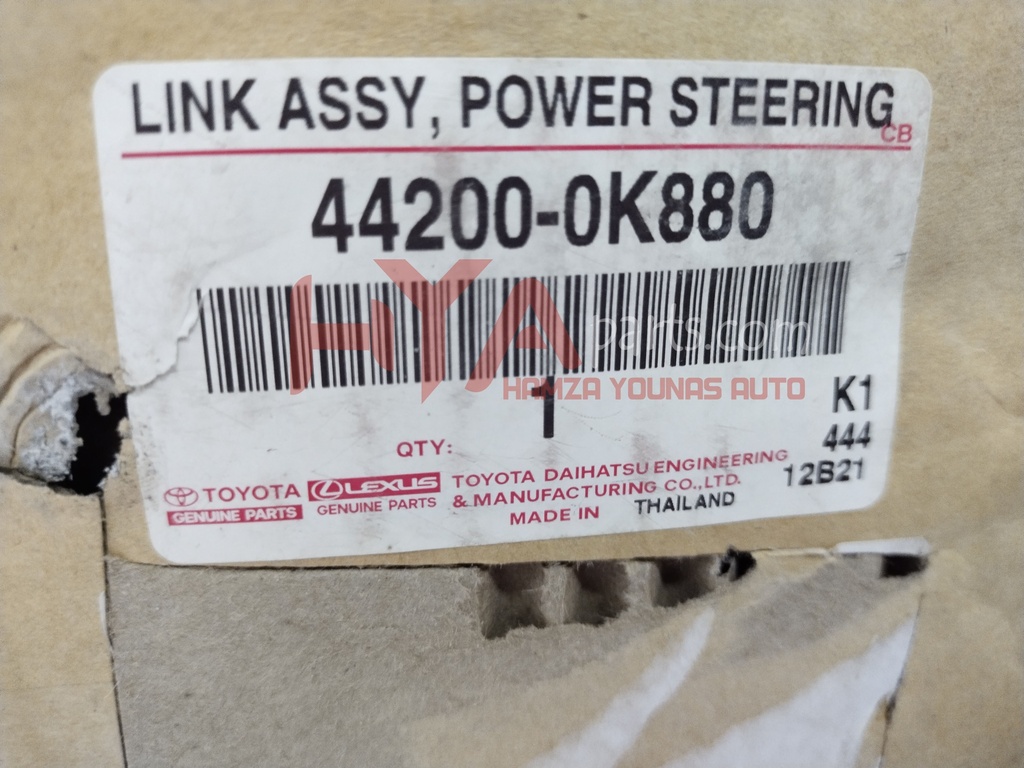 LINK ASSY, POWER STEERING
CB
44200-0K880
HYA parts.com
HAMZA YOUNAS AUTO
QTY: 1
K1
444
12B21
TOYOTA
GENUINE PARTS
LEXUS
GENUINE PARTS
TOYOTA DAIHATSU ENGINEERING
& MANUFACTURING CO.,LTD.
MADE IN THAILAND